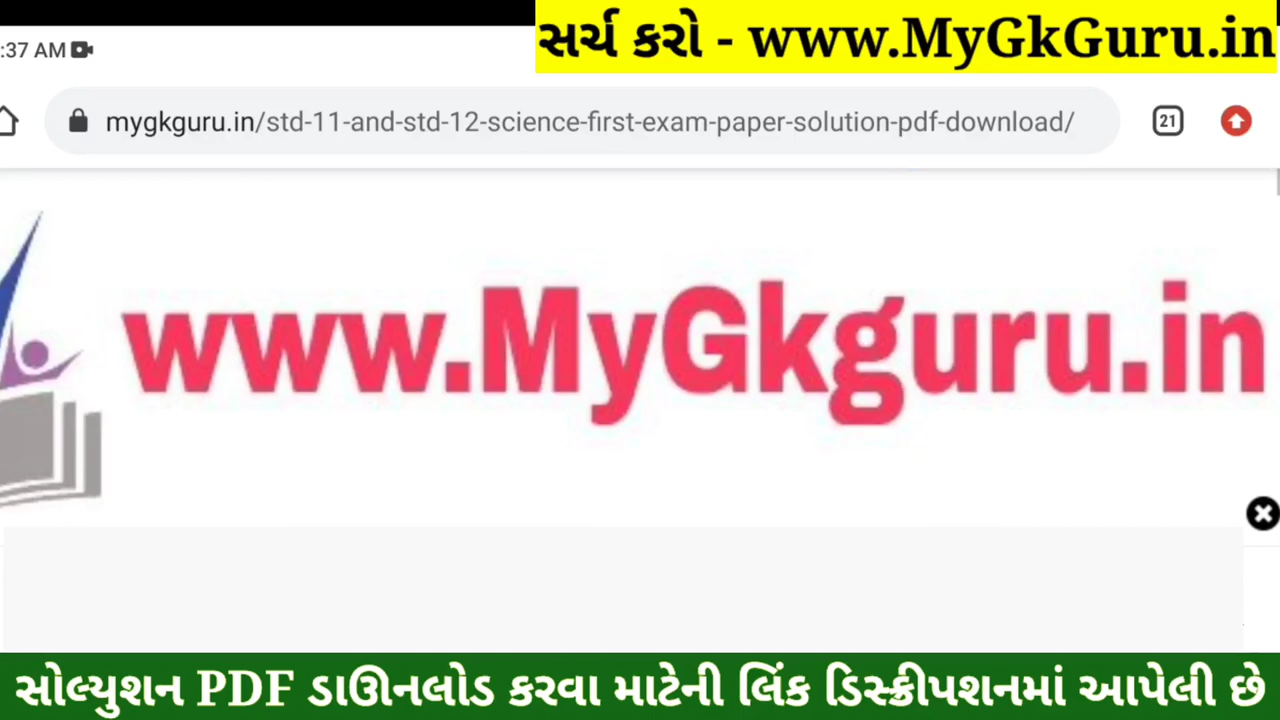 સર્ચ કરો - www.MyGkGuru.in
:37 AM
mygkguru.in/std-11-and-std-12-science-first-exam-paper-solution-pdf-download/
21
www.MyGkguru.in
સોલ્યુશન PDF ડાઊનલોડ કરવા માટેની લિંક ડિસ્ક્રીપશનમાં આપેલી છે